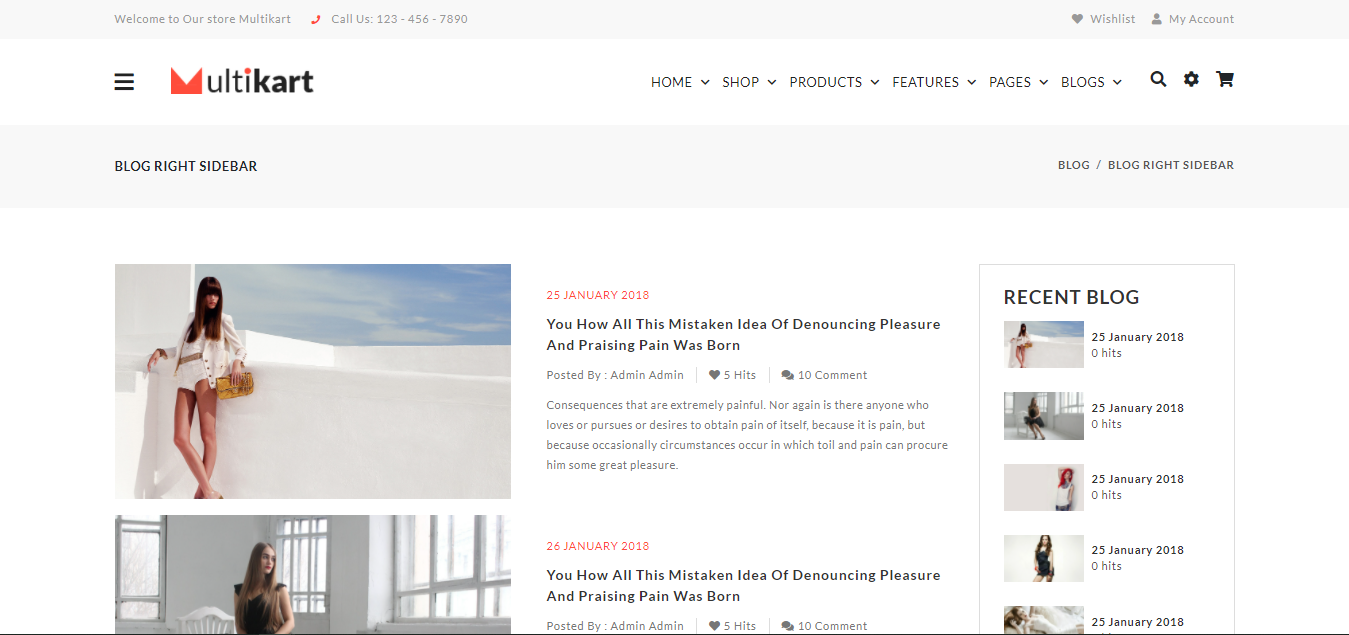 Welcome to Our store Multikart
Call Us: 123 - 456 - 7890
Wishlist
My Account
ultikart
HOME
SHOP
PRODUCTS
FEATURES
PAGES
BLOGS
BLOG RIGHT SIDEBAR
BLOG / BLOG RIGHT SIDEBAR
25 JANUARY 2018
You How All This Mistaken Idea Of Denouncing Pleasure
And Praising Pain Was Born
Posted By : Admin Admin
5 Hits
10 Comment
Consequences that are extremely painful. Nor again is there anyone who
loves or pursues or desires to obtain pain of itself, because it is pain, but
because occasionally circumstances occur in which toil and pain can procure
him some great pleasure.
26 JANUARY 2018
You How All This Mistaken Idea Of Denouncing Pleasure
And Praising Pain Was Born
Posted By : Admin Admin
5 Hits
10 Comment
RECENT BLOG
25 January 2018
0 hits
25 January 2018
0 hits
25 January 2018
0 hits
25 January 2018
0 hits
25 January 2018